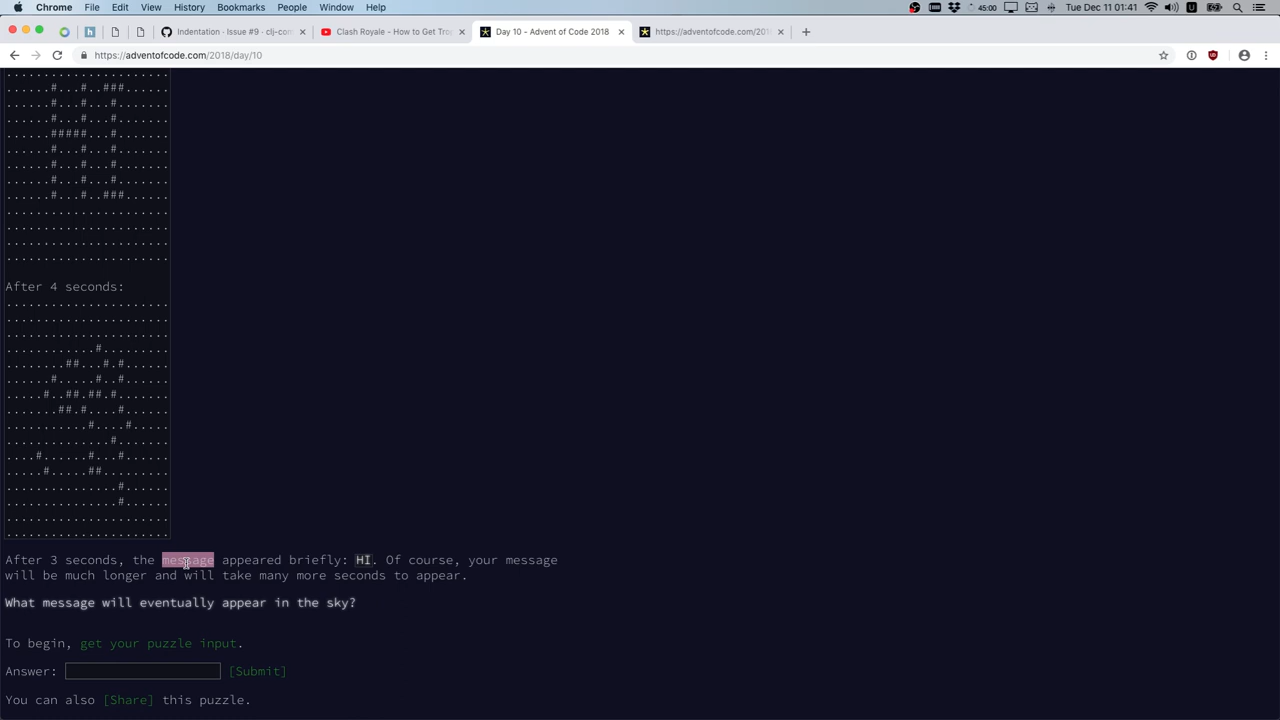 Chrome File Edit View History Bookmarks People Window Help 45:00 Tue Dec 11 01:41
Indentation · Issue #9 · clj-com
Clash Royale - How to Get Tro
Day 10 - Advent of Code 2018
https://adventofcode.com/201
https://adventofcode.com/2018/day/10
......................
......#...#..###......
......#...#...#.......
......#...#...#.......
......#####...#.......
......#...#...#.......
......#...#...#.......
......#...#...#.......
......#...#..###......
......................
......................
......................
......................
After 4 seconds:
......................
......................
......................
............#.........
........##...#.#......
......#.....#..#......
.....#..##.##.#.......
.......##.#....#......
...........#....#.....
..............#.......
....#......#...#......
.....#.....##.........
...............#......
...............#......
......................
......................
After 3 seconds, the message appeared briefly: HI. Of course, your message
will be much longer and will take many more seconds to appear.
What message will eventually appear in the sky?
To begin, get your puzzle input.
Answer: [Submit]
You can also [Share] this puzzle.